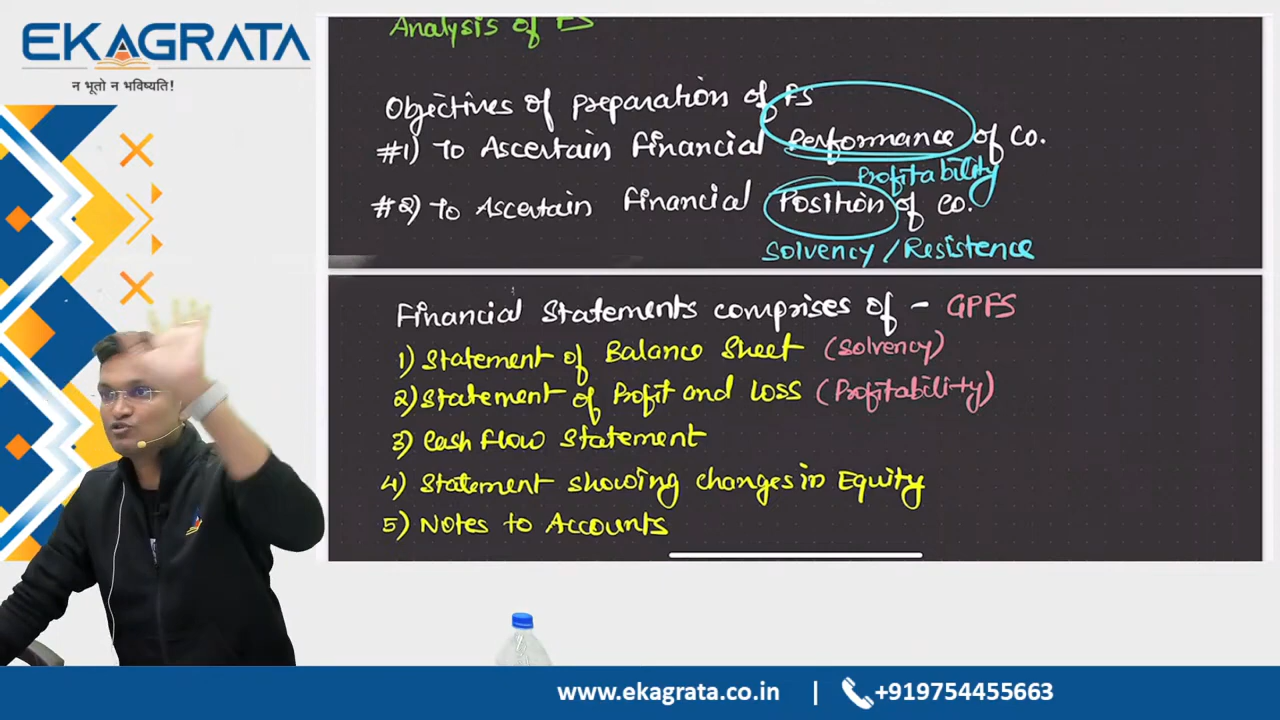 EKAGRATA
न भूतो न भविष्यति!
Analysis of FS
Objectives of preparation of FS
#1) To Ascertain Financial Performance of Co.
Profitability
#2) To Ascertain Financial Position of Co.
Solvency / Resistence
Financial Statements comprises of - GPFS
1) Statement of Balance Sheet (Solvency)
2) Statement of Profit and Loss (Profitability)
3) Cash Flow Statement
4) Statement showing changes in Equity
5) Notes to Accounts
www.ekagrata.co.in | +919754455663